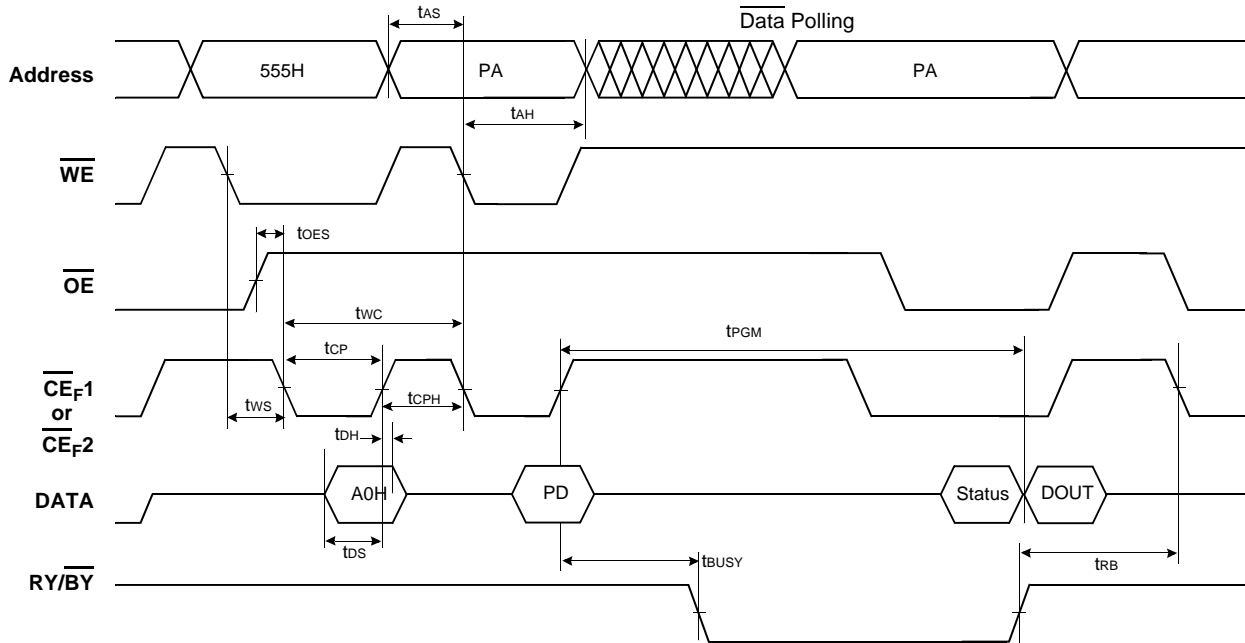 tAS
Data Polling
Address
555H
PA
PA
tAH
WE
tOES
OE
tWC
tPGM
tCP
CEF1
or
CEF2
tWS
tCPH
tDH
DATA
A0H
PD
Status
DOUT
tDS
tBUSY
tRB
RY/BY